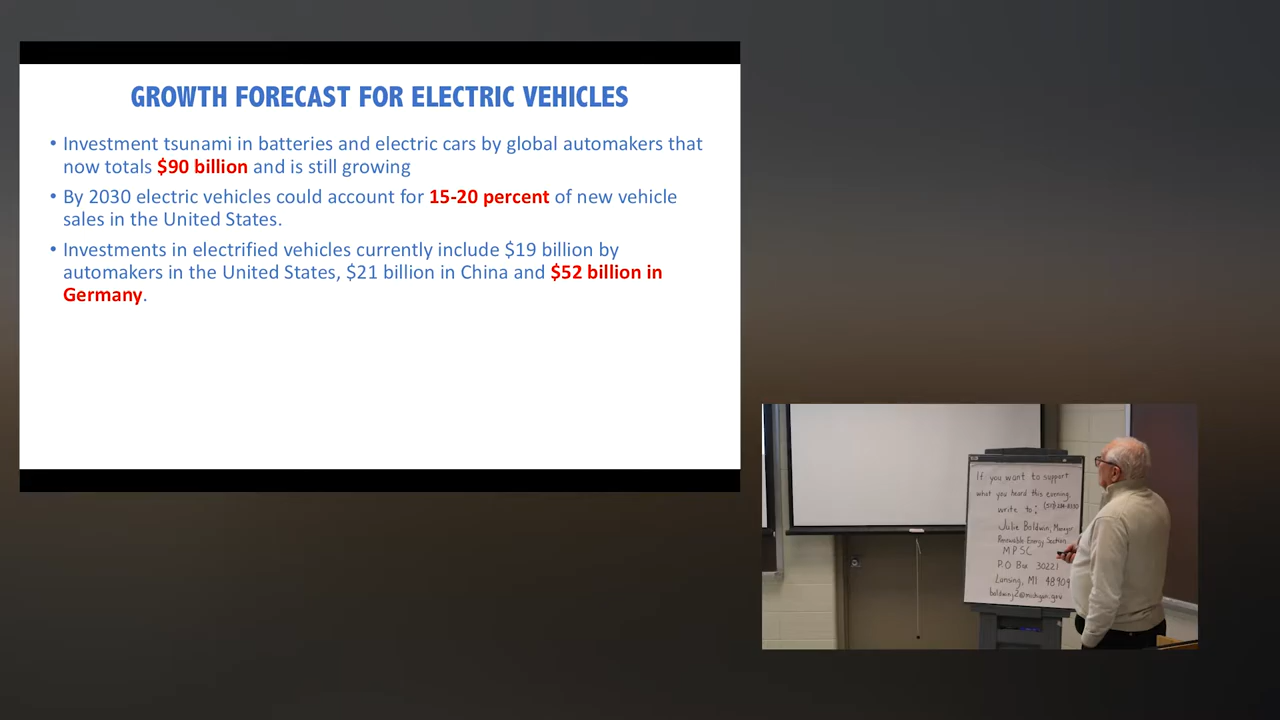 GROWTH FORECAST FOR ELECTRIC VEHICLES
• Investment tsunami in batteries and electric cars by global automakers that
now totals $90 billion and is still growing
• By 2030 electric vehicles could account for 15-20 percent of new vehicle
sales in the United States.
• Investments in electrified vehicles currently include $19 billion by
automakers in the United States, $21 billion in China and $52 billion in
Germany.
If you want to support
what you heard this evening,
write to:
Julie Baldwin, Manager
Renewable Energy Section
MPSC
P.O Box 30221
Lansing, MI 48909
baldwinj2@michigan.gov